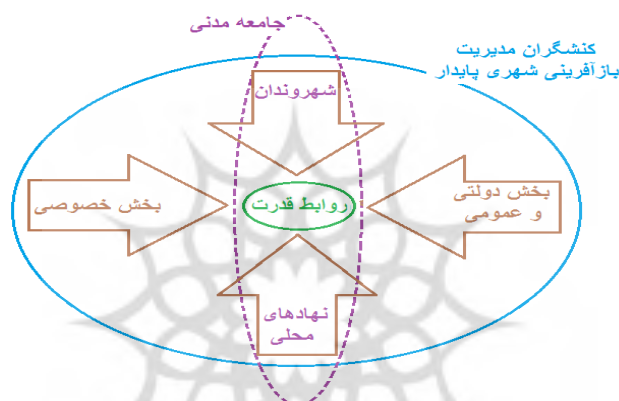 جامعه مدنی
کنشگران مدیریت
بازآفرینی شهری پایدار
شهروندان
بخش دولتی
و عمومی
روابط قدرت
بخش خصوصی
نهادهای
محلی